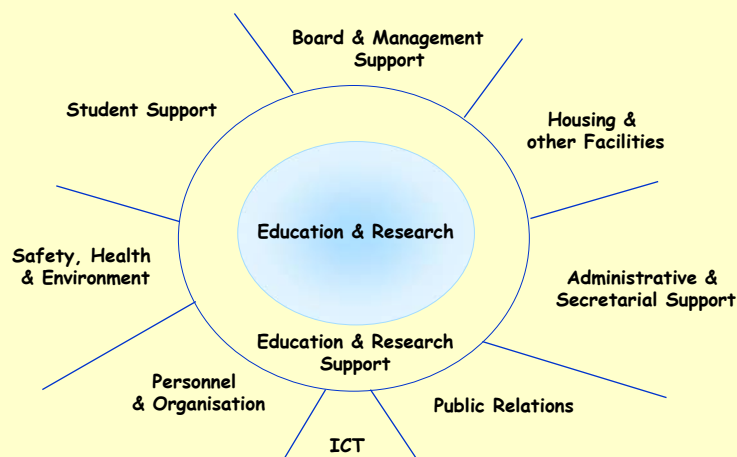 Board & Management
Support
Student Support
Housing &
other Facilities
Education & Research
Safety, Health
& Environment
Administrative &
Secretarial Support
Education & Research
Support
Personnel
& Organisation
Public Relations
ICT